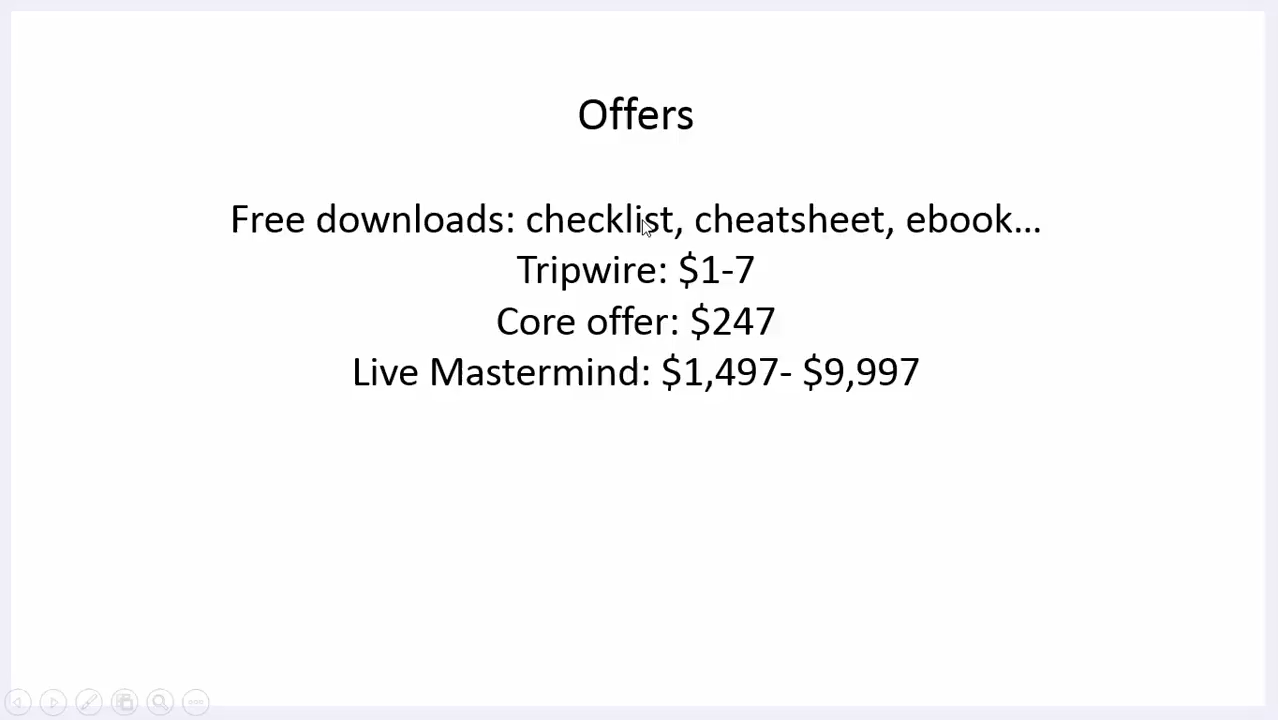 Offers
Free downloads: checklist, cheatsheet, ebook...
Tripwire: $1-7
Core offer: $247
Live Mastermind: $1,497- $9,997